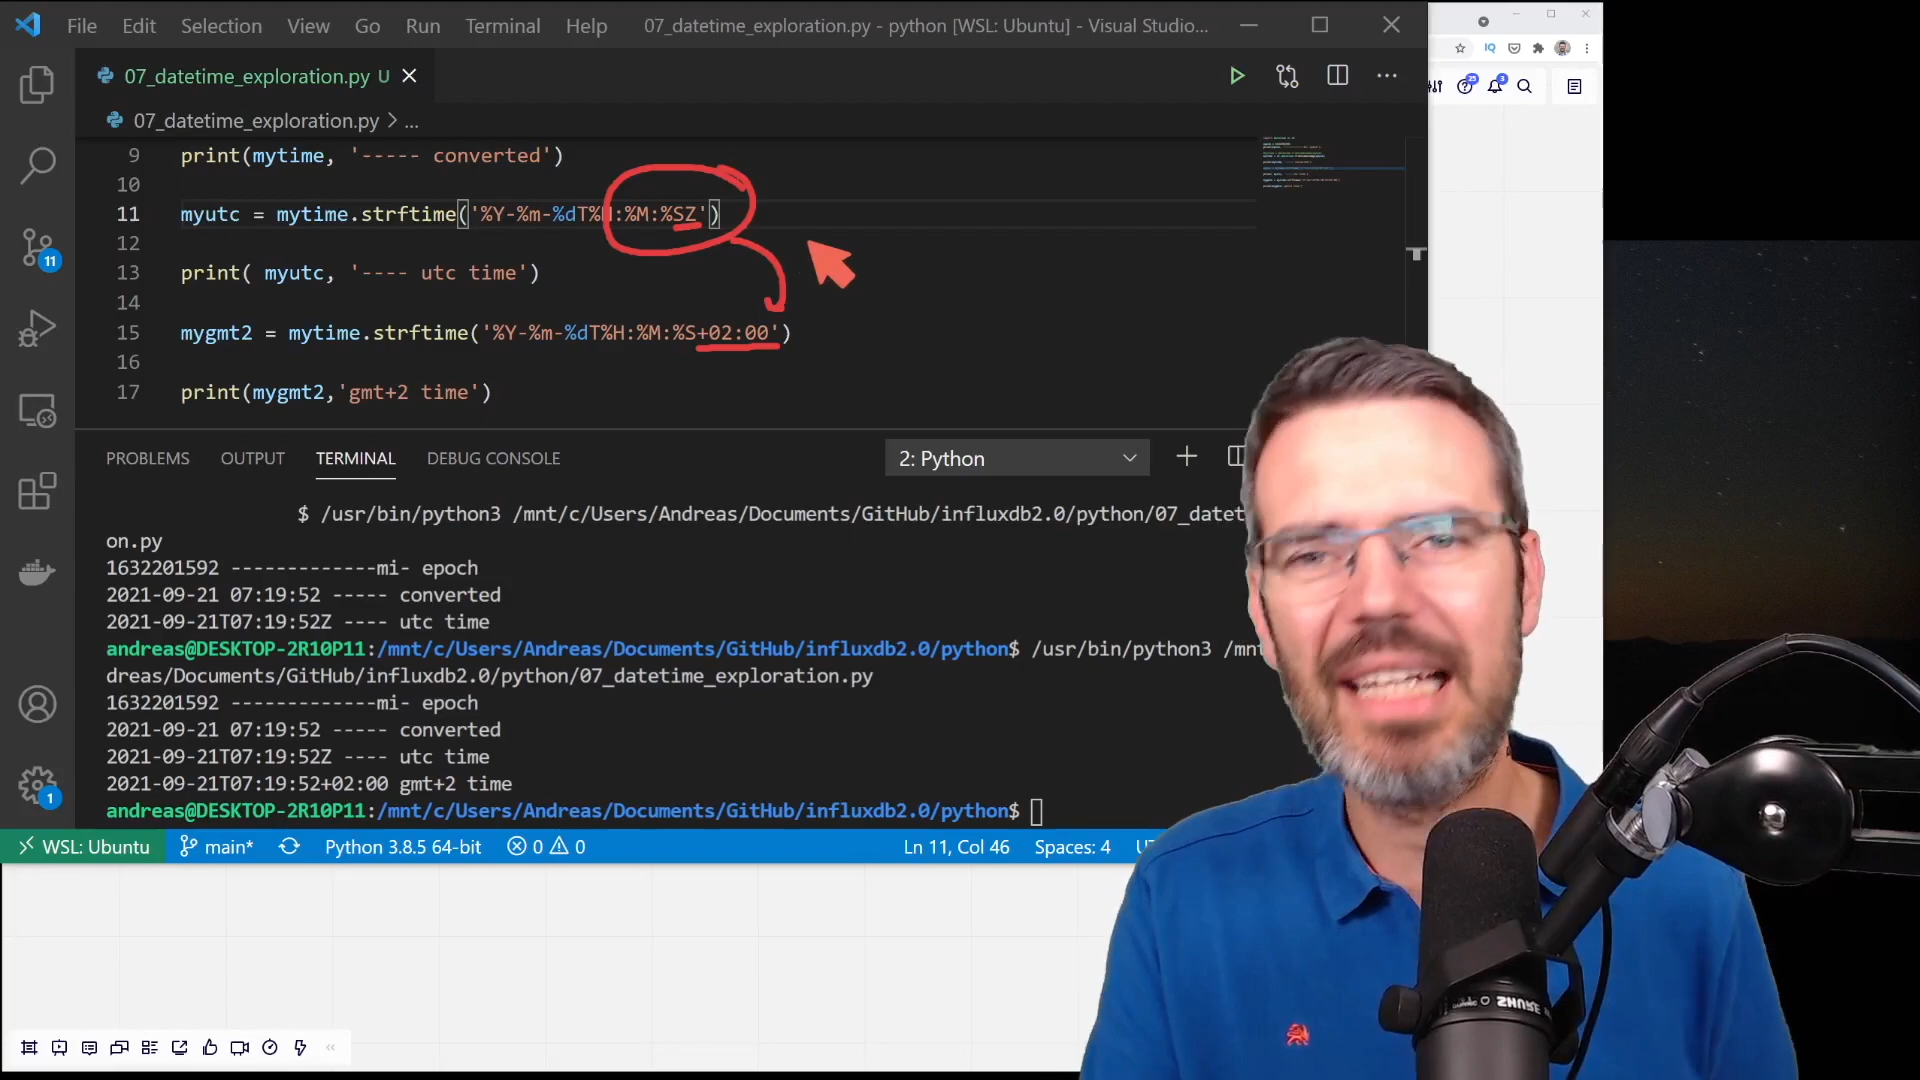 File Edit Selection View Go Run Terminal Help 07_datetime_exploration.py - python [WSL: Ubuntu] - Visual Studio...
IQ
07_datetime_exploration.py U
25 3
07_datetime_exploration.py > ...
9 print(mytime, '----- converted')
10
11 myutc = mytime.strftime('%Y-%m-%dT%H:%M:%SZ')
12
13 print( myutc, '---- utc time')
14
15 mygmt2 = mytime.strftime('%Y-%m-%dT%H:%M:%S+02:00')
16
17 print(mygmt2,'gmt+2 time')
11
PROBLEMS OUTPUT TERMINAL DEBUG CONSOLE 2: Python
$ /usr/bin/python3 /mnt/c/Users/Andreas/Documents/GitHub/influxdb2.0/python/07_datet
on.py
1632201592 -------------mi- epoch
2021-09-21 07:19:52 ----- converted
2021-09-21T07:19:52Z ---- utc time
andreas@DESKTOP-2R10P11:/mnt/c/Users/Andreas/Documents/GitHub/influxdb2.0/python$ /usr/bin/python3 /mn
dreas/Documents/GitHub/influxdb2.0/python/07_datetime_exploration.py
1632201592 -------------mi- epoch
2021-09-21 07:19:52 ----- converted
2021-09-21T07:19:52Z ---- utc time
2021-09-21T07:19:52+02:00 gmt+2 time
andreas@DESKTOP-2R10P11:/mnt/c/Users/Andreas/Documents/GitHub/influxdb2.0/python$
1
WSL: Ubuntu main* Python 3.8.5 64-bit 0 0 Ln 11, Col 46 Spaces: 4
SHURE